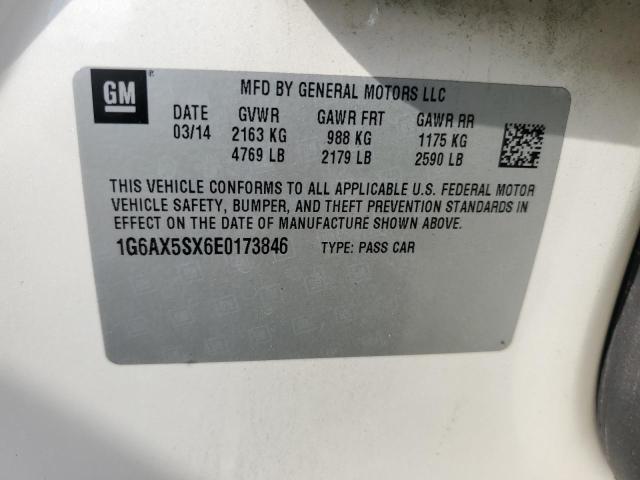 GM
MFD BY GENERAL MOTORS LLC
DATE GVWR GAWR FRT GAWR RR
03/14 2163 KG 988 KG 1175 KG
4769 LB 2179 LB 2590 LB
THIS VEHICLE CONFORMS TO ALL APPLICABLE U.S. FEDERAL MOTOR
VEHICLE SAFETY, BUMPER, AND THEFT PREVENTION STANDARDS IN
EFFECT ON THE DATE OF MANUFACTURE SHOWN ABOVE.
1G6AX5SX6E0173846 TYPE: PASS CAR